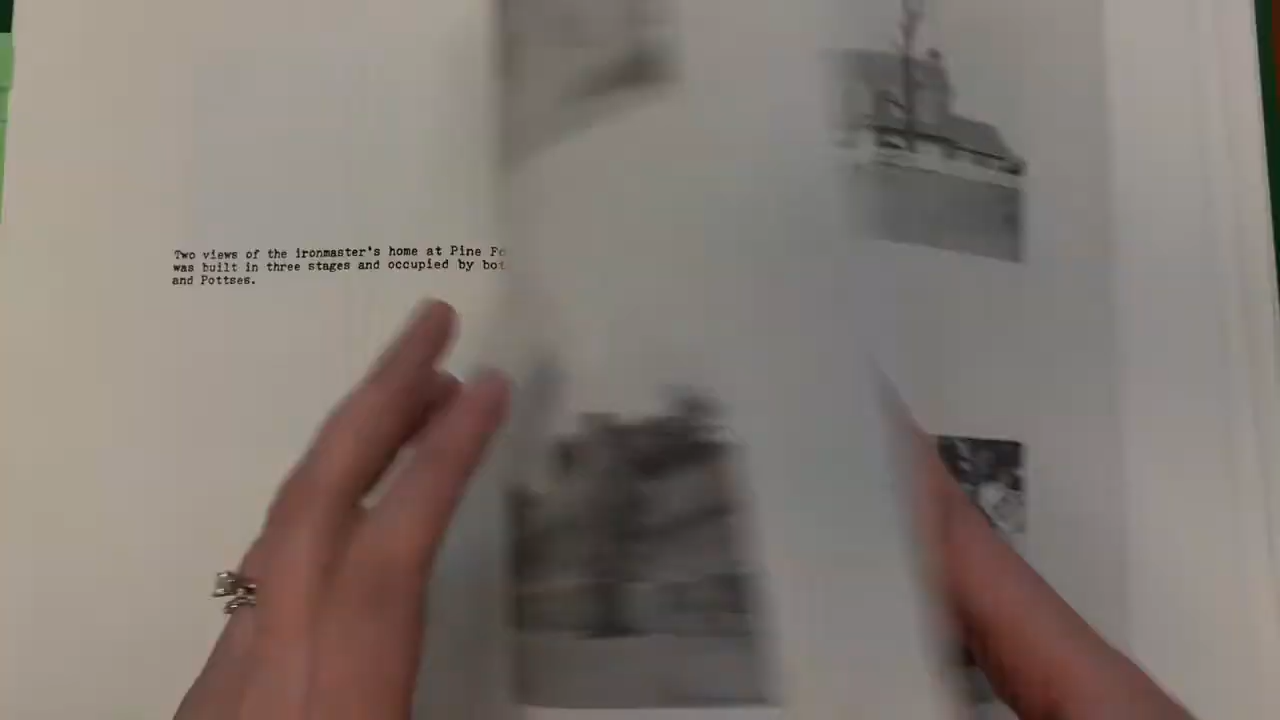 Two views of the ironmaster's home at Pine
was built in three stages and occupied by
and Pottses.